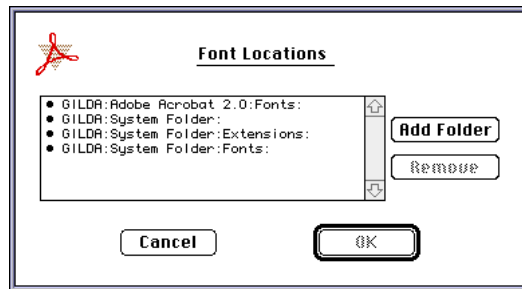 Font Locations
● GILDA:Adobe Acrobat 2.0:Fonts:
● GILDA:System Folder:
● GILDA:System Folder:Extensions:
● GILDA:System Folder:Fonts:
Add Folder
Remove
Cancel
OK